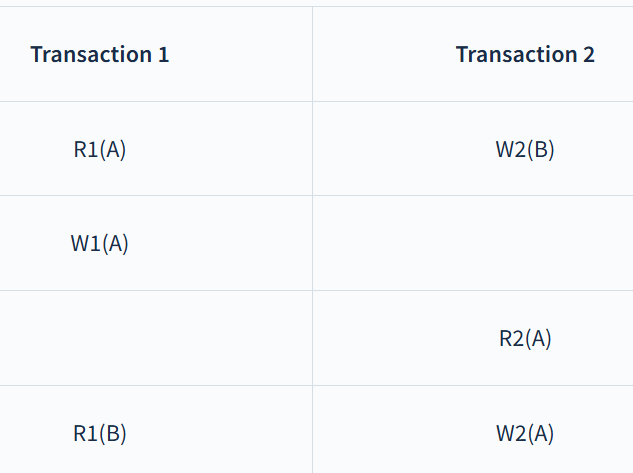 Transaction 1 Transaction 2
R1(A) W2(B)
W1(A)
R2(A)
R1(B) W2(A)